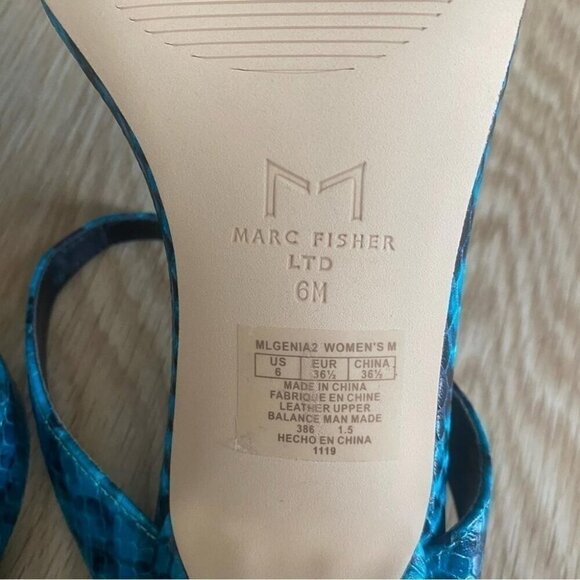 MARC FISHER
LTD
6M
MLGENIA2 WOMEN'S M
US EUR CHINA
6 36½ 36½
MADE IN CHINA
FABRIQUE EN CHINE
LEATHER UPPER
BALANCE MAN MADE
386 1.5
HECHO EN CHINA
1119